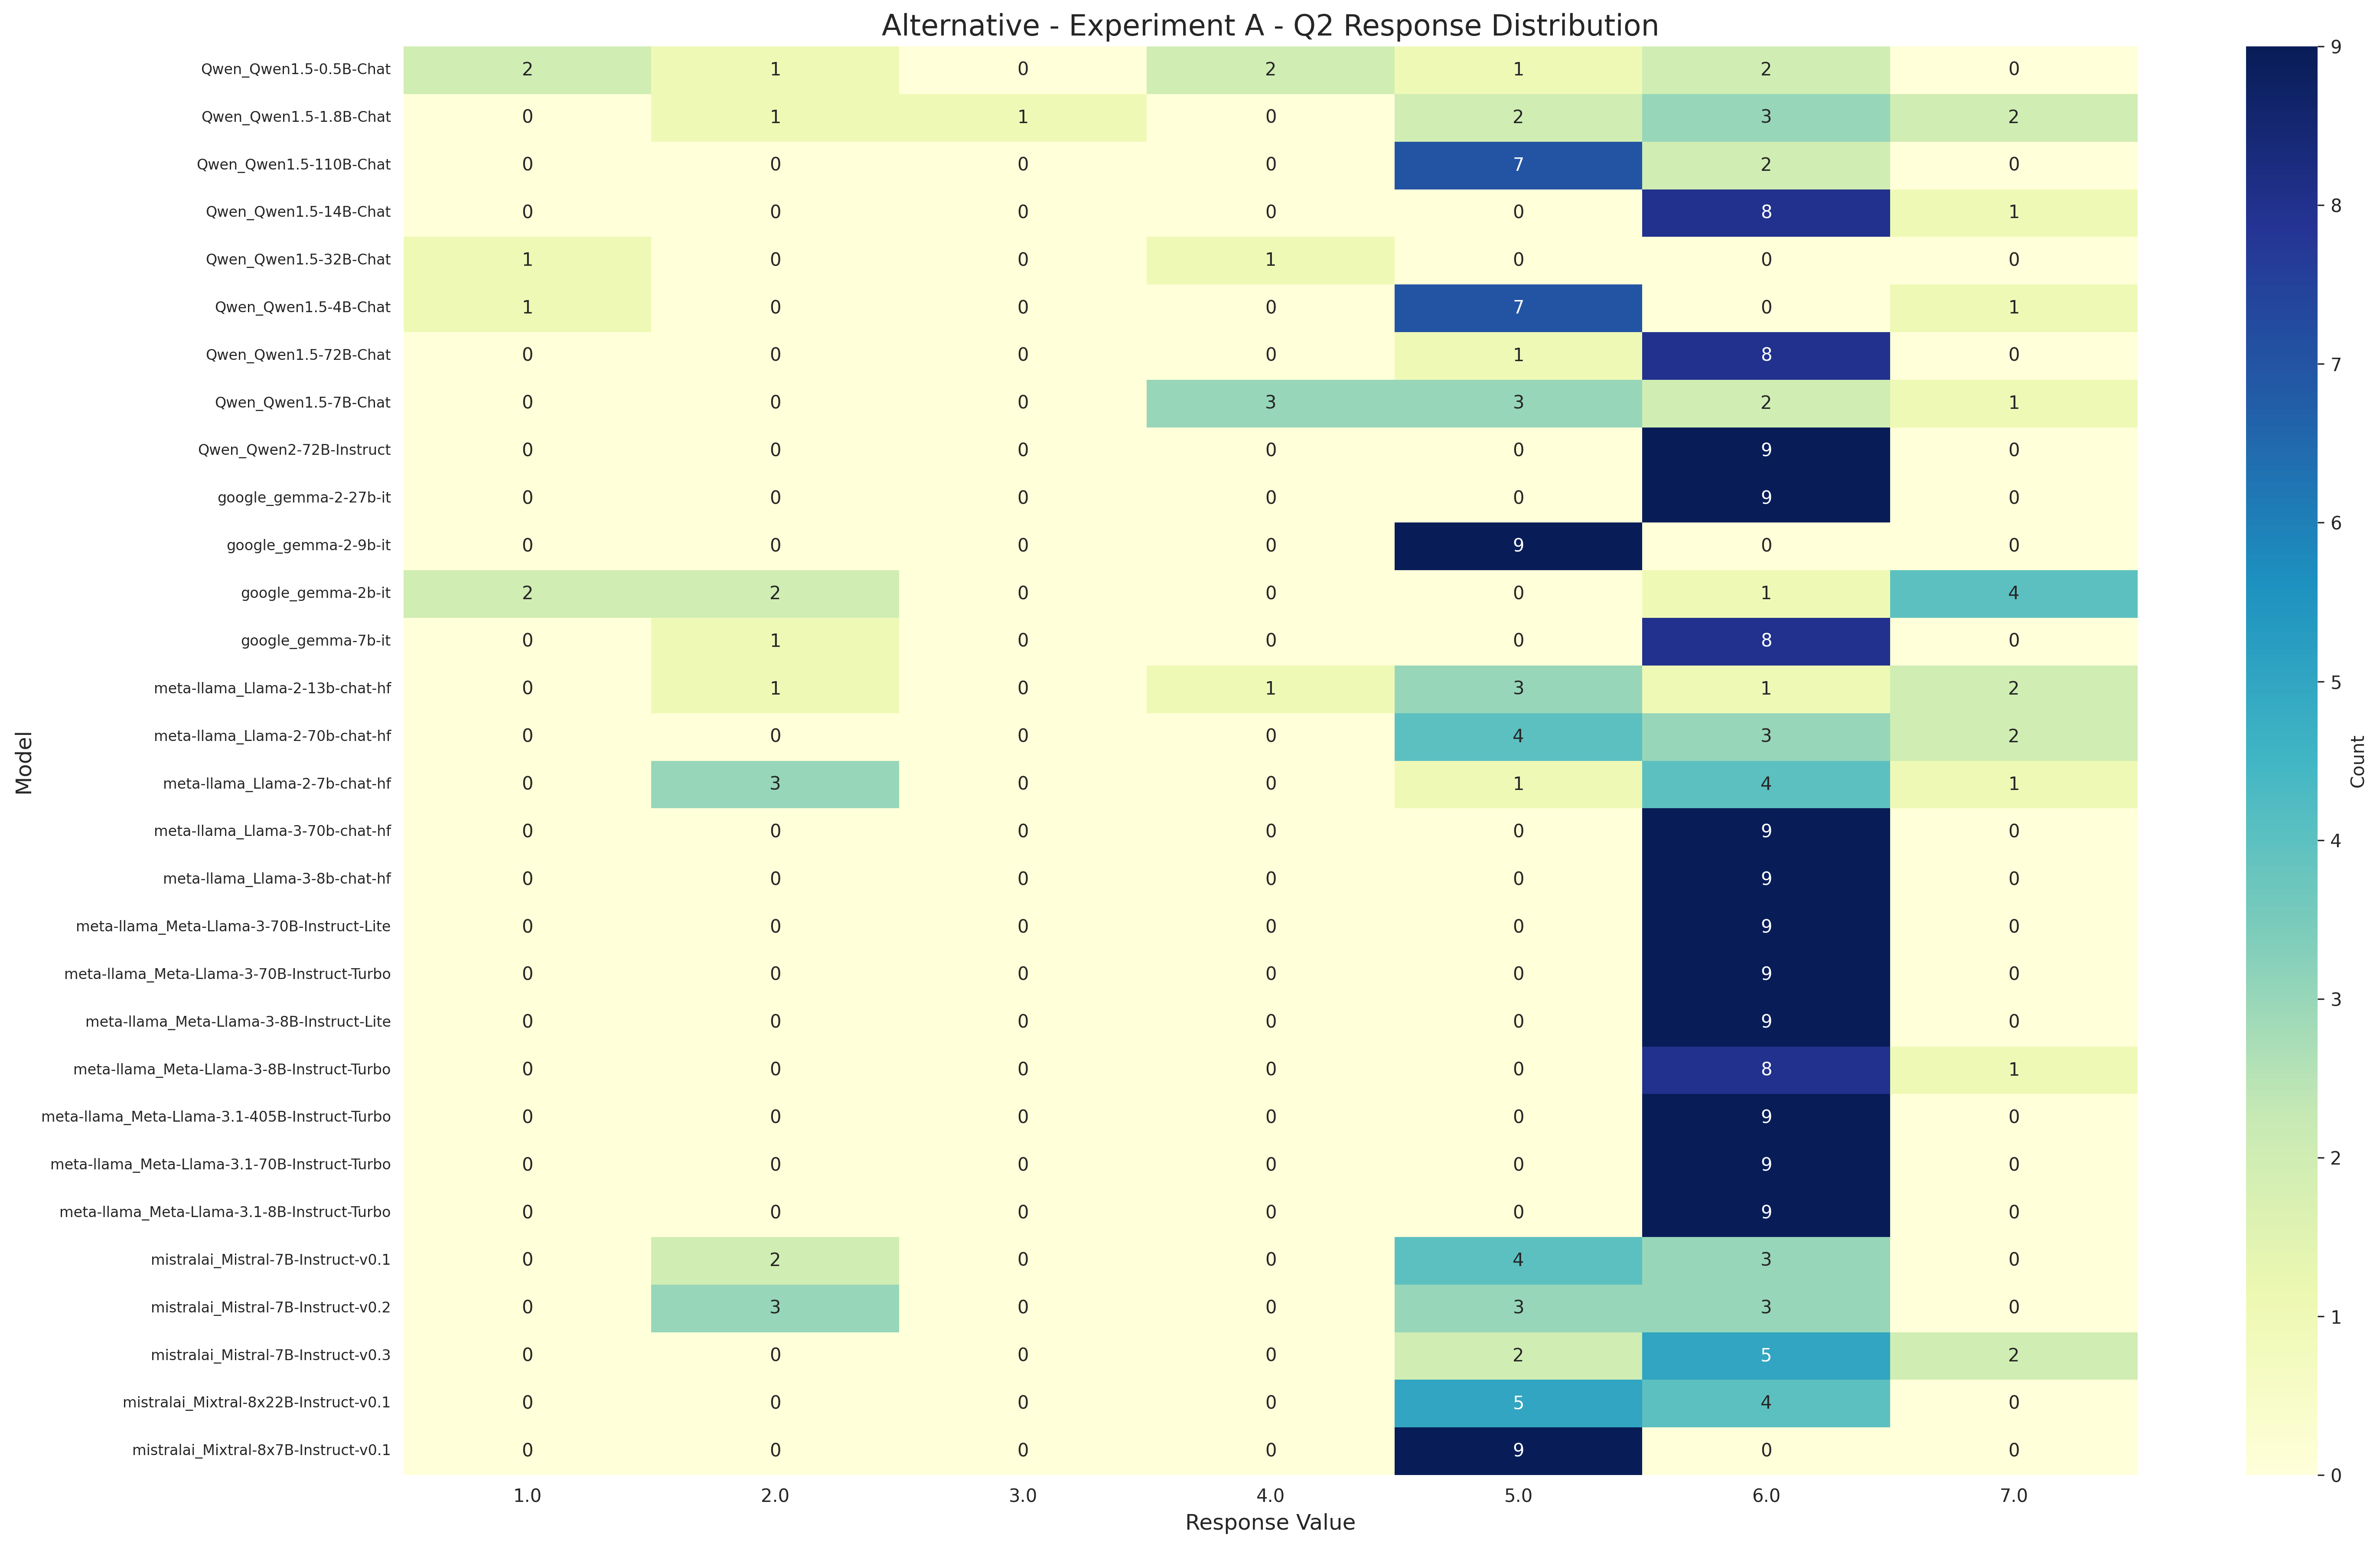 Alternative - Experiment A - Q2 Response Distribution
Qwen_Qwen1.5-0.5B-Chat 2 1 0 2 1 2 0
Qwen_Qwen1.5-1.8B-Chat 0 1 1 0 2 3 2
Qwen_Qwen1.5-110B-Chat 0 0 0 0 7 2 0
Qwen_Qwen1.5-14B-Chat 0 0 0 0 0 8 1
Qwen_Qwen1.5-32B-Chat 1 0 0 1 0 0 0
Qwen_Qwen1.5-4B-Chat 1 0 0 0 7 0 1
Qwen_Qwen1.5-72B-Chat 0 0 0 0 1 8 0
Qwen_Qwen1.5-7B-Chat 0 0 0 3 3 2 1
Qwen_Qwen2-72B-Instruct 0 0 0 0 0 9 0
google_gemma-2-27b-it 0 0 0 0 0 9 0
google_gemma-2-9b-it 0 0 0 0 9 0 0
google_gemma-2b-it 2 2 0 0 0 1 4
google_gemma-7b-it 0 1 0 0 0 8 0
meta-llama_Llama-2-13b-chat-hf 0 1 0 1 3 1 2
meta-llama_Llama-2-70b-chat-hf 0 0 0 0 4 3 2
meta-llama_Llama-2-7b-chat-hf 0 3 0 0 1 4 1
meta-llama_Llama-3-70b-chat-hf 0 0 0 0 0 9 0
meta-llama_Llama-3-8b-chat-hf 0 0 0 0 0 9 0
meta-llama_Meta-Llama-3-70B-Instruct-Lite 0 0 0 0 0 9 0
meta-llama_Meta-Llama-3-70B-Instruct-Turbo 0 0 0 0 0 9 0
meta-llama_Meta-Llama-3-8B-Instruct-Lite 0 0 0 0 0 9 0
meta-llama_Meta-Llama-3-8B-Instruct-Turbo 0 0 0 0 0 8 1
meta-llama_Meta-Llama-3.1-405B-Instruct-Turbo 0 0 0 0 0 9 0
meta-llama_Meta-Llama-3.1-70B-Instruct-Turbo 0 0 0 0 0 9 0
meta-llama_Meta-Llama-3.1-8B-Instruct-Turbo 0 0 0 0 0 9 0
mistralai_Mistral-7B-Instruct-v0.1 0 2 0 0 4 3 0
mistralai_Mistral-7B-Instruct-v0.2 0 3 0 0 3 3 0
mistralai_Mistral-7B-Instruct-v0.3 0 0 0 0 2 5 2
mistralai_Mixtral-8x22B-Instruct-v0.1 0 0 0 0 5 4 0
mistralai_Mixtral-8x7B-Instruct-v0.1 0 0 0 0 9 0 0
1.0 2.0 3.0 4.0 5.0 6.0 7.0
Response Value
Model
9
8
7
6
5
4
3
2
1
0
Count